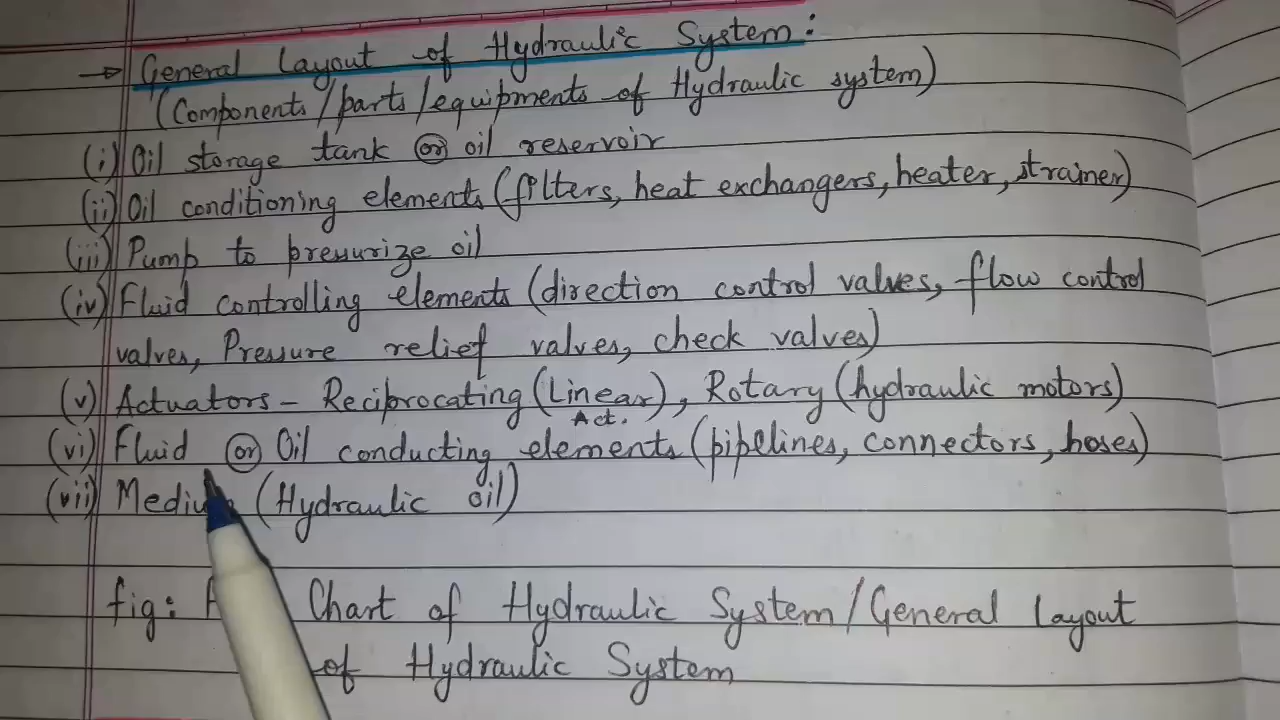 → General Layout of Hydraulic System:
(Components/parts/equipments of Hydraulic system)
(i) Oil storage tank or oil reservoir
(ii) Oil conditioning elements (filters, heat exchangers, heater, strainer)
(iii) Pump to pressurize oil
(iv) Fluid controlling elements (direction control valves, flow control
valves, Pressure relief valves, check valves)
(v) Actuators – Reciprocating (Linear), Rotary (hydraulic motors)
Act.
(vi) Fluid or Oil conducting elements (pipelines, connectors, hoses)
(vii) Medium (Hydraulic oil)
fig: Chart of Hydraulic System/General Layout
of Hydraulic System